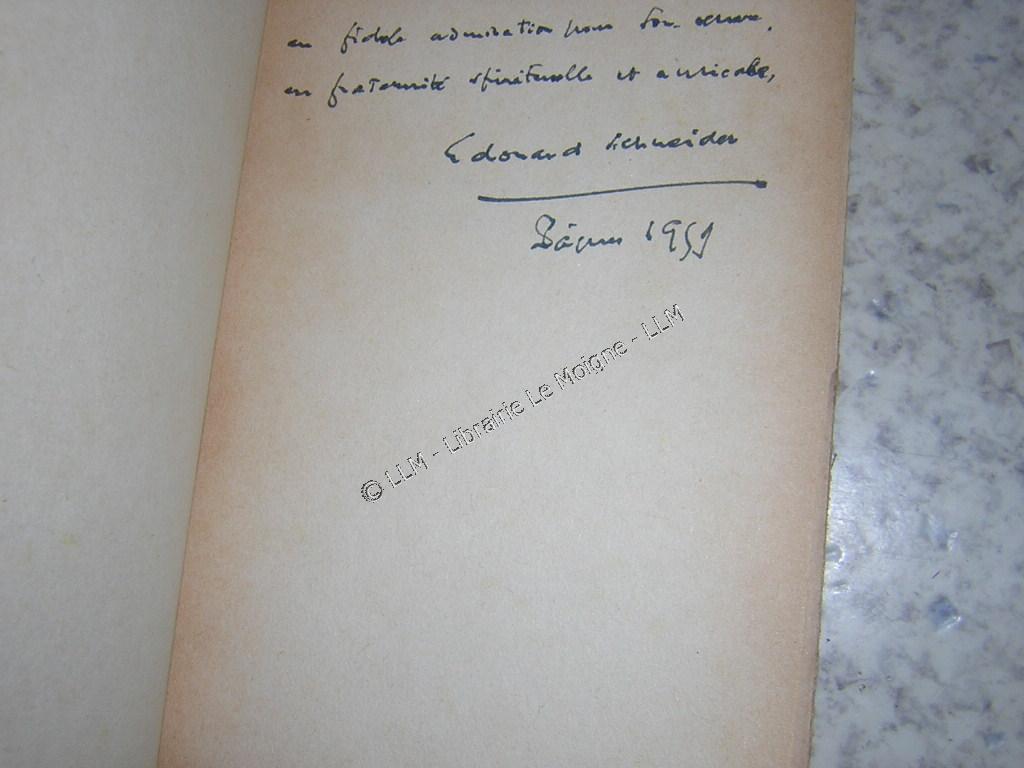 en fidèle admiration pour son œuvre,
en fraternité spirituelle et amicale,
Edouard Schneider
Pâques 1951
© LLM - Librairie Le Moigne - LLM